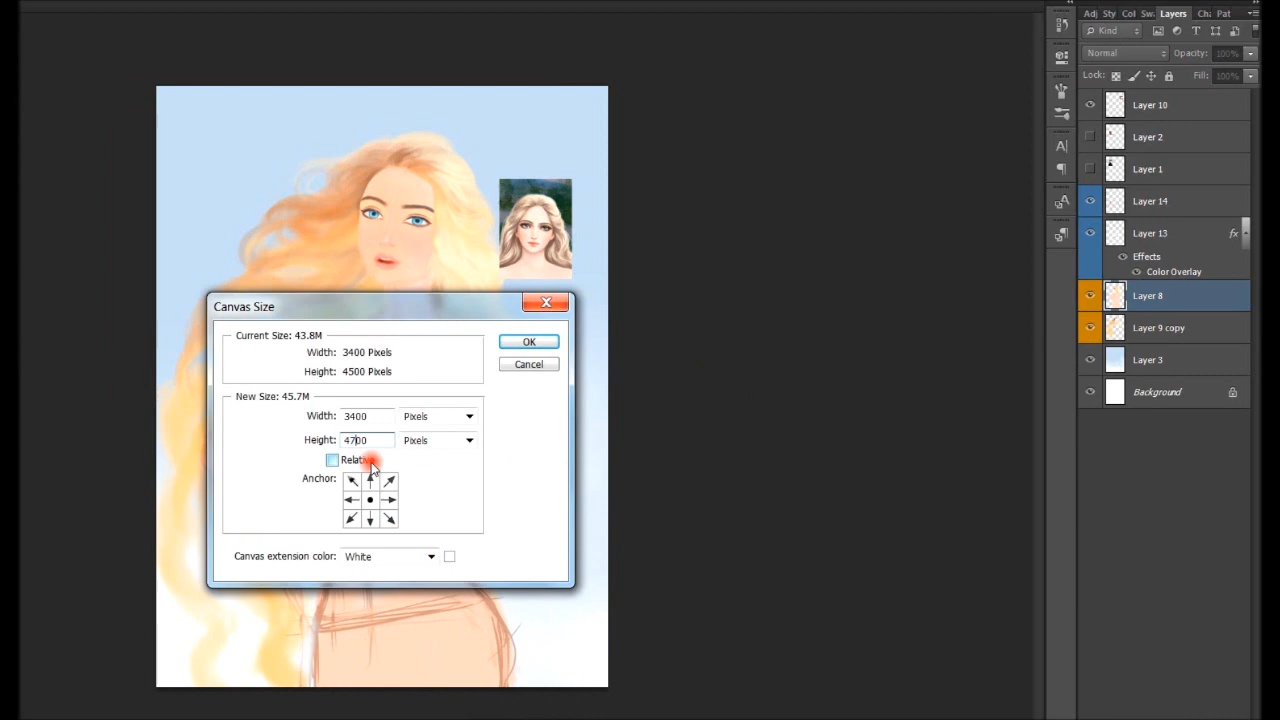 Adj Sty Col Sw Layers Ch Pat
Kind
Normal Opacity: 100%
Lock: Fill: 100%
Layer 10
Layer 2
Layer 1
Layer 14
Layer 13 fx
Effects
Color Overlay
Layer 8
Layer 9 copy
Layer 3
Background
Canvas Size
Current Size: 43.8M
Width: 3400 Pixels
Height: 4500 Pixels
OK
Cancel
New Size: 45.7M
Width: 3400 Pixels
Height: 4700 Pixels
Relative
Anchor:
Canvas extension color: White